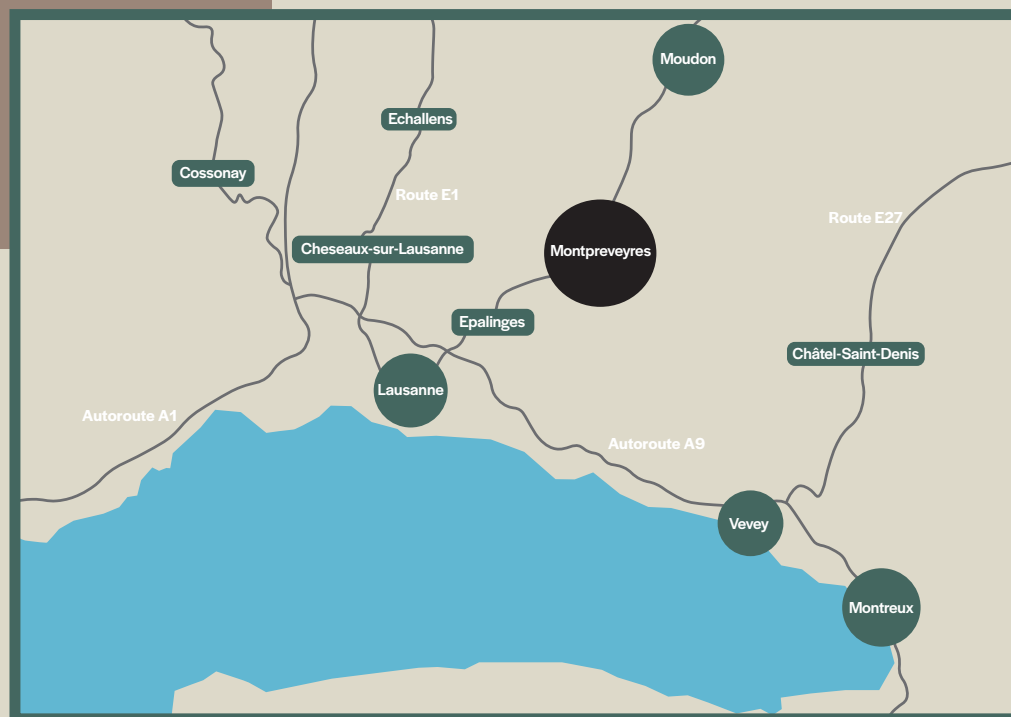 Moudon
Echallens
Cossonay
Route E1
Route E27
Cheseaux-sur-Lausanne
Montpreveyres
Epalinges
Châtel-Saint-Denis
Lausanne
Autoroute A1
Autoroute A9
Vevey
Montreux